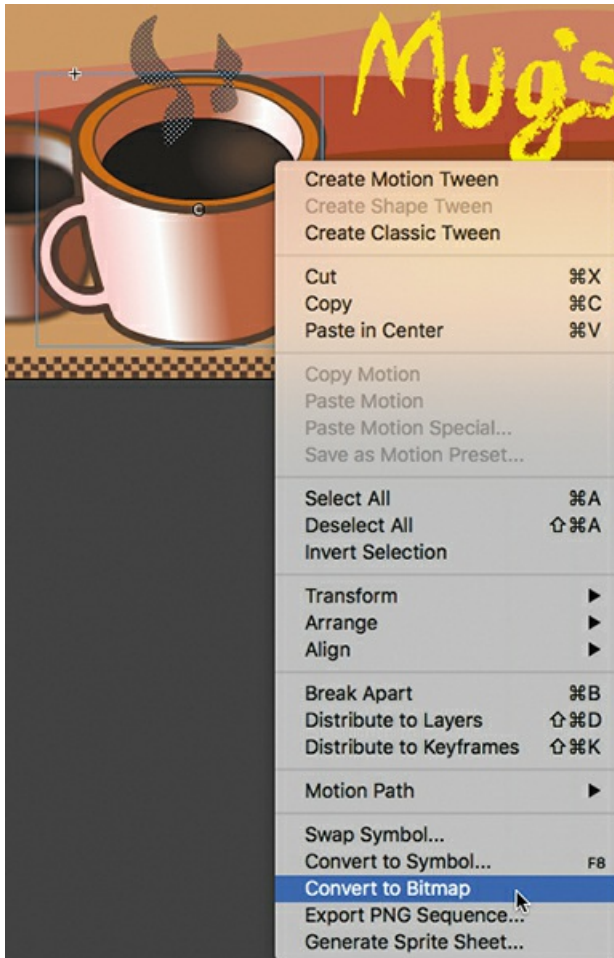 Mug's
Create Motion Tween
Create Shape Tween
Create Classic Tween
Cut ⌘X
Copy ⌘C
Paste in Center ⌘V
Copy Motion
Paste Motion
Paste Motion Special...
Save as Motion Preset...
Select All ⌘A
Deselect All ⇧⌘A
Invert Selection
Transform ▶
Arrange ▶
Align ▶
Break Apart ⌘B
Distribute to Layers ⇧⌘D
Distribute to Keyframes ⇧⌘K
Motion Path ▶
Swap Symbol...
Convert to Symbol... F8
Convert to Bitmap
Export PNG Sequence...
Generate Sprite Sheet...